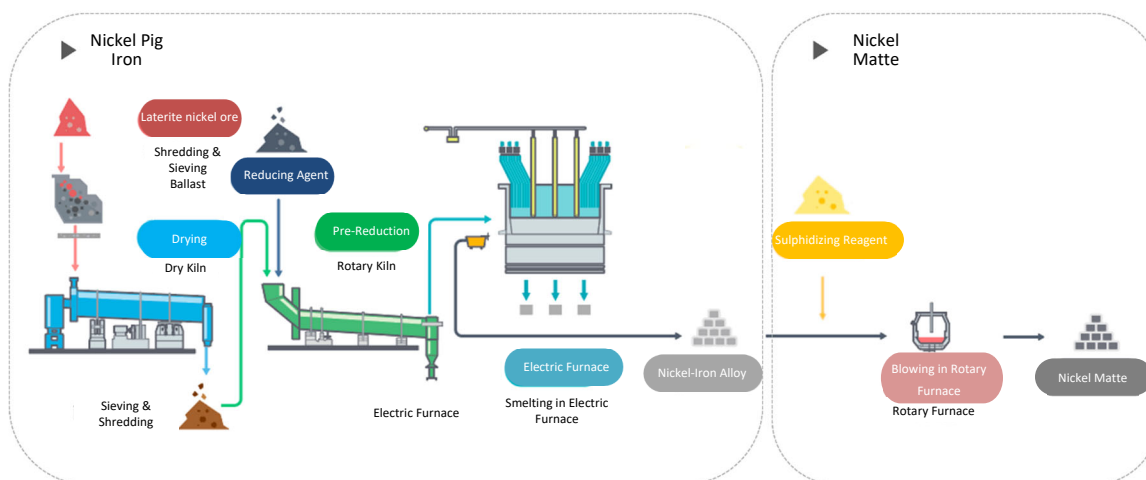 Nickel Pig
Iron
Nickel
Matte
Laterite nickel ore
Shredding &
Sieving
Ballast
Reducing Agent
Drying
Dry Kiln
Pre-Reduction
Rotary Kiln
Sulphidizing Reagent
Sieving &
Shredding
Electric Furnace
Electric Furnace
Smelting in Electric
Furnace
Nickel-Iron Alloy
Blowing in Rotary
Furnace
Rotary Furnace
Nickel Matte